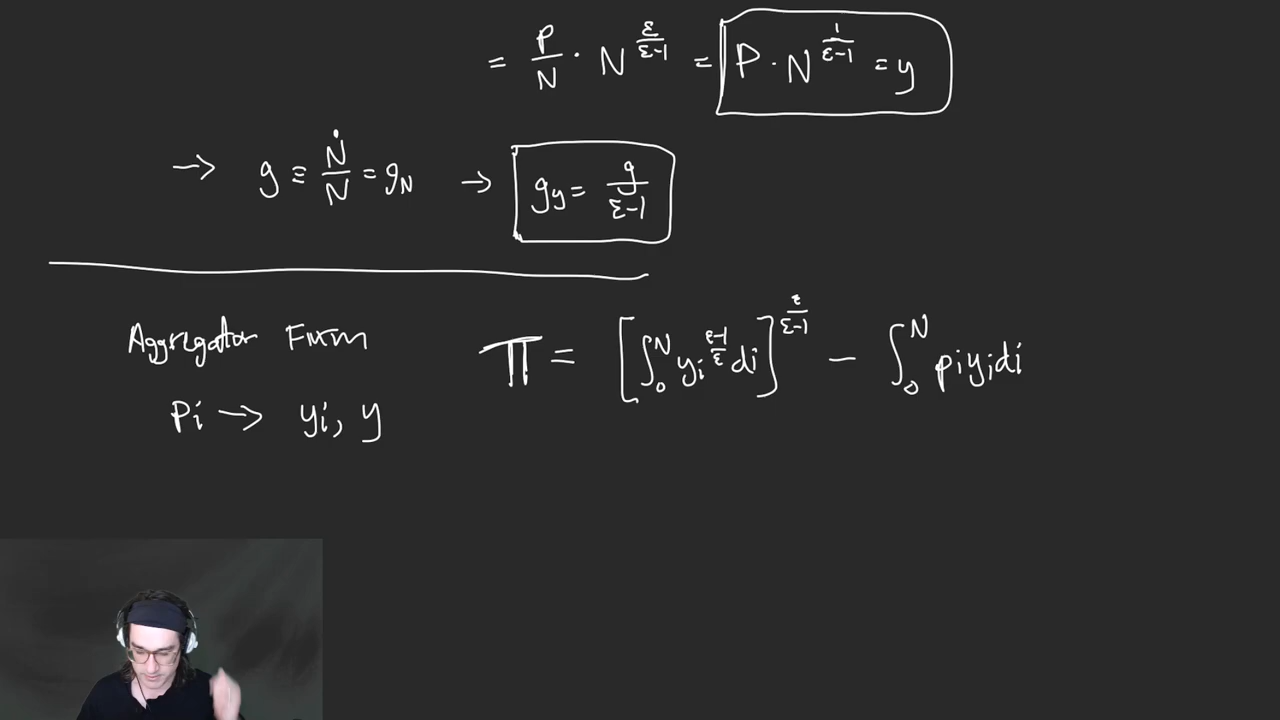 = P/N · N^{ε/(ε-1)} = P · N^{1/(ε-1)} = y
→ g ≡ Ṅ/N = g_N → g_y = g/(ε-1)
Aggregator Firm
p_i → y_i, y
Π = [∫_0^N y_i^{(ε-1)/ε} di]^{ε/(ε-1)} − ∫_0^N p_i y_i di